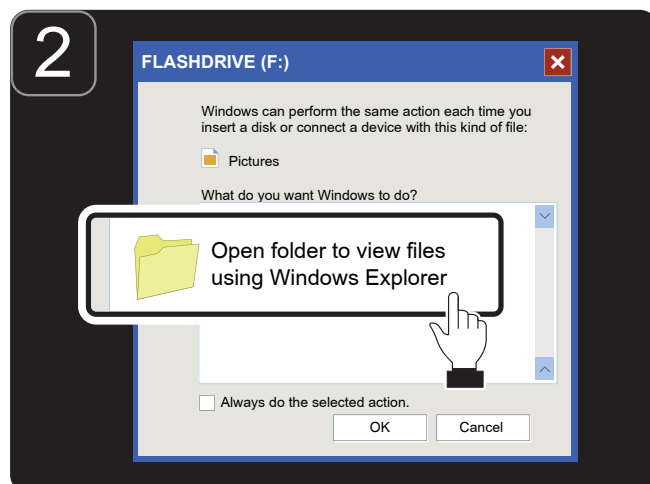 2
FLASHDRIVE (F:)
Windows can perform the same action each time you
insert a disk or connect a device with this kind of file:
Pictures
What do you want Windows to do?
Open folder to view files
using Windows Explorer
Always do the selected action.
OK Cancel